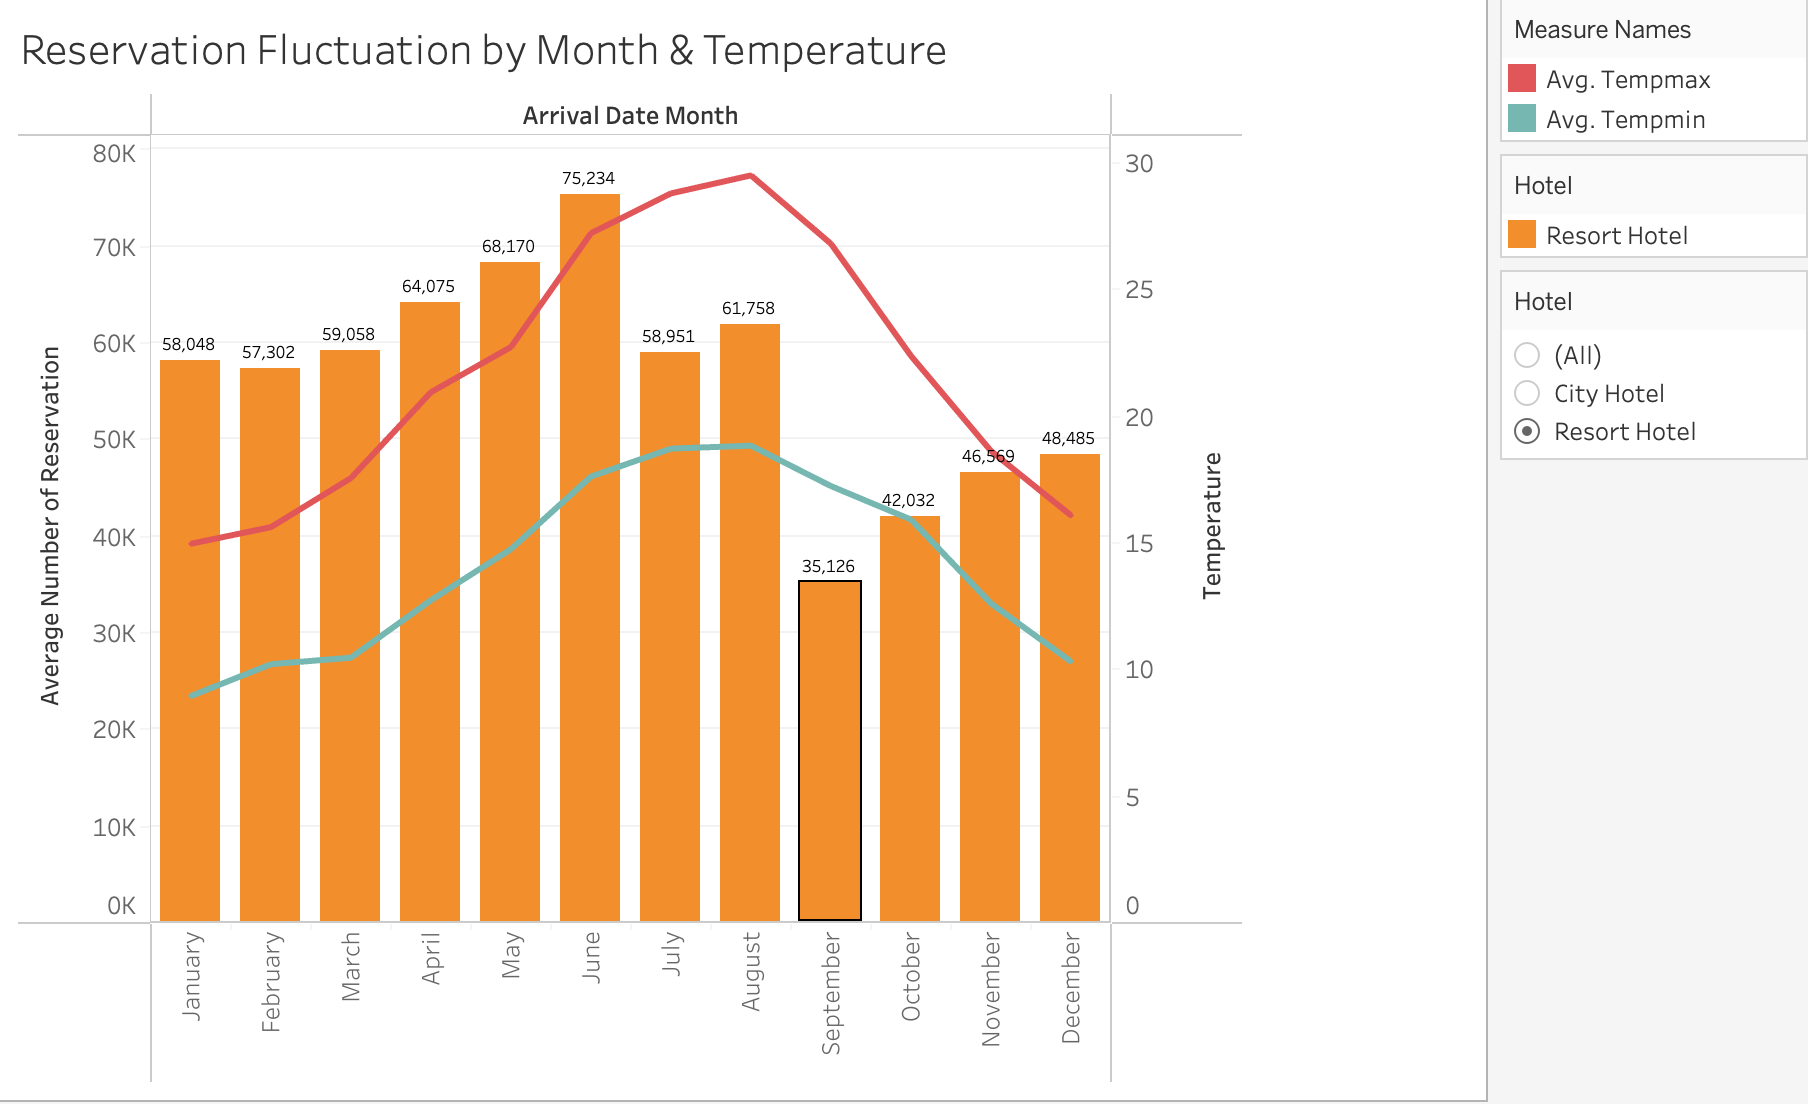 Reservation Fluctuation by Month & Temperature
Arrival Date Month
80K
70K
60K
50K
40K
30K
20K
10K
0K
Average Number of Reservation
58,048
57,302
59,058
64,075
68,170
75,234
58,951
61,758
35,126
42,032
46,569
48,485
30
25
20
15
10
5
0
Temperature
January
February
March
April
May
June
July
August
September
October
November
December
Measure Names
Avg. Tempmax
Avg. Tempmin
Hotel
Resort Hotel
Hotel
(All)
City Hotel
Resort Hotel